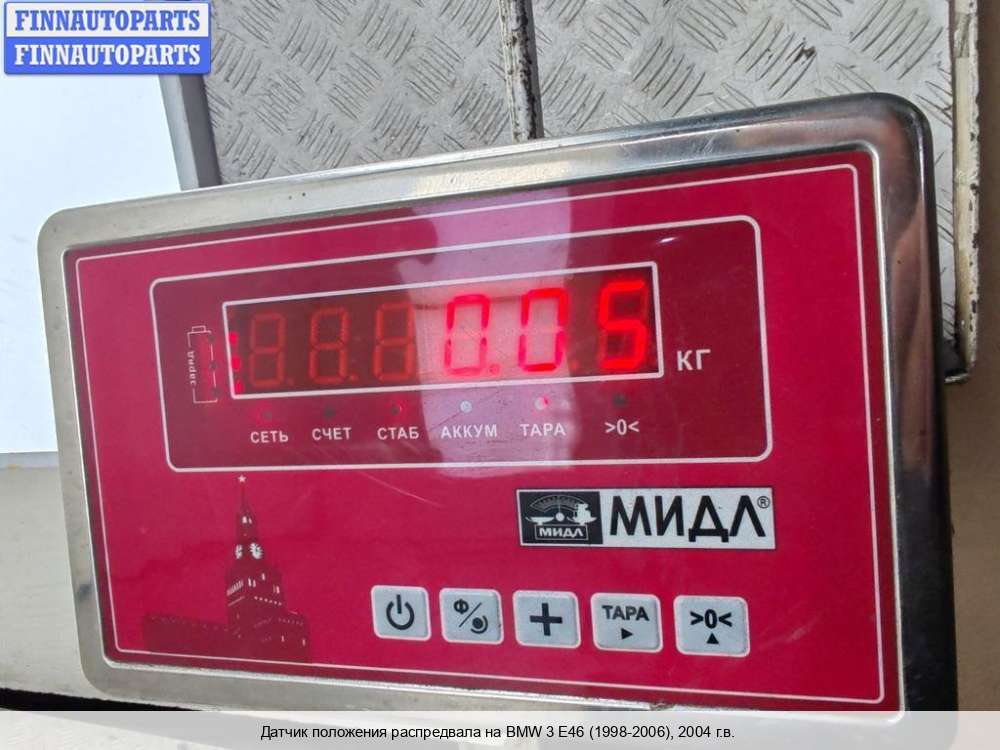 FINNAUTOPARTS
FINNAUTOPARTS
0.05
КГ
заряд
СЕТЬ СЧЕТ СТАБ АККУМ ТАРА >0<
МИДЛ МИДЛ®
Ф ТАРА >0<
Датчик положения распредвала на BMW 3 E46 (1998-2006), 2004 г.в.